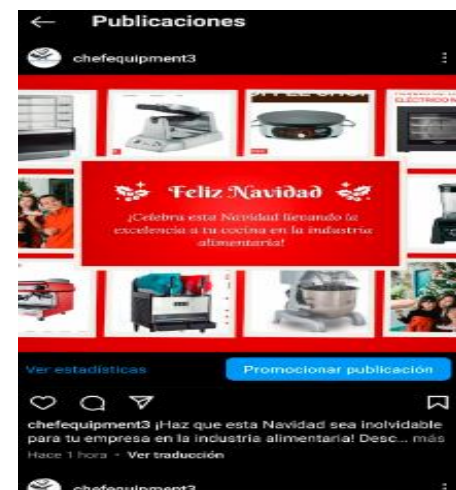 Publicaciones
chefequipment3
ELÉCTRICO
Feliz Navidad
¡Celebra esta Navidad llevando la
excelencia a tu cocina en la industria
alimentaria!
Ver estadísticas
Promocionar publicación
chefequipment3 ¡Haz que esta Navidad sea inolvidable
para tu empresa en la industria alimentaria! Desc... más
Hace 1 hora · Ver traducción
chefequipment3